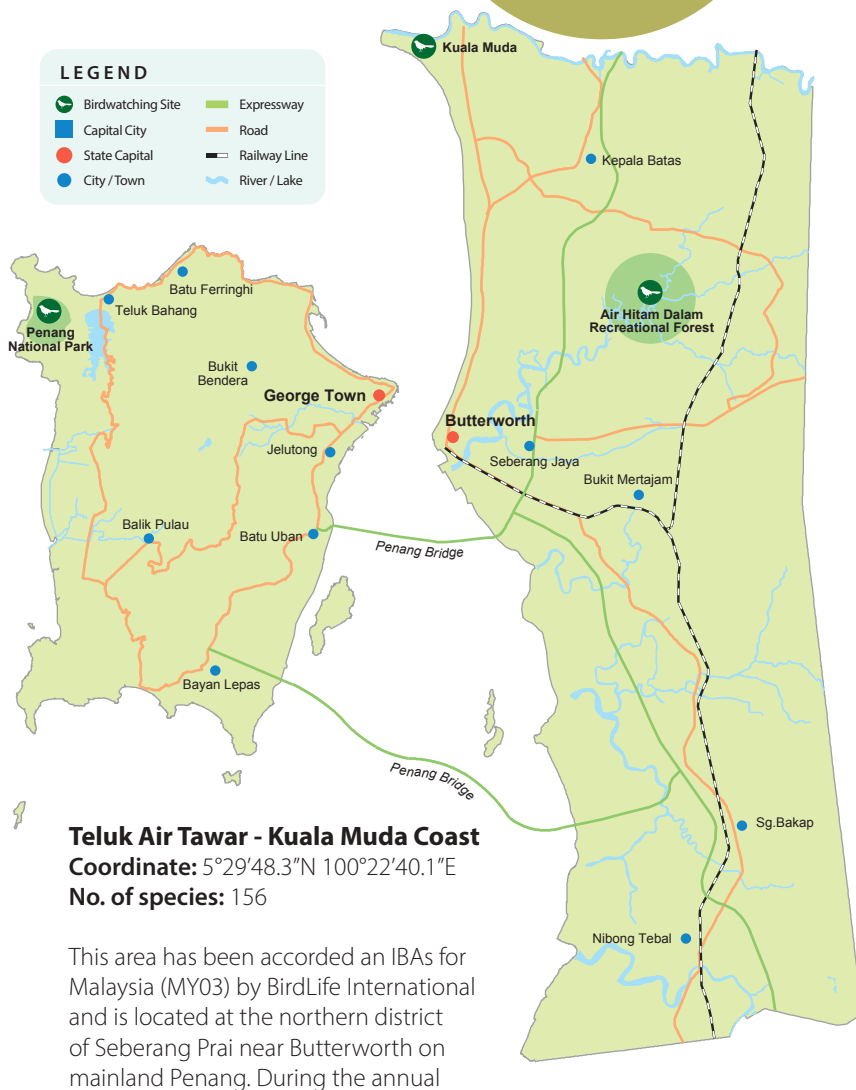 LEGEND
Birdwatching Site
Capital City
State Capital
City / Town
Expressway
Road
Railway Line
River / Lake
Kuala Muda
Kepala Batas
Air Hitam Dalam
Recreational Forest
Batu Ferringhi
Teluk Bahang
Penang
National Park
Bukit
Bendera
George Town
Butterworth
Jelutong
Seberang Jaya
Bukit Mertajam
Balik Pulau
Batu Uban
Penang Bridge
Bayan Lepas
Penang Bridge
Sg.Bakap
Nibong Tebal
Teluk Air Tawar - Kuala Muda Coast
Coordinate: 5°29’48.3”N 100°22’40.1”E
No. of species: 156
This area has been accorded an IBAs for
Malaysia (MY03) by BirdLife International
and is located at the northern district
of Seberang Prai near Butterworth on
mainland Penang. During the annual